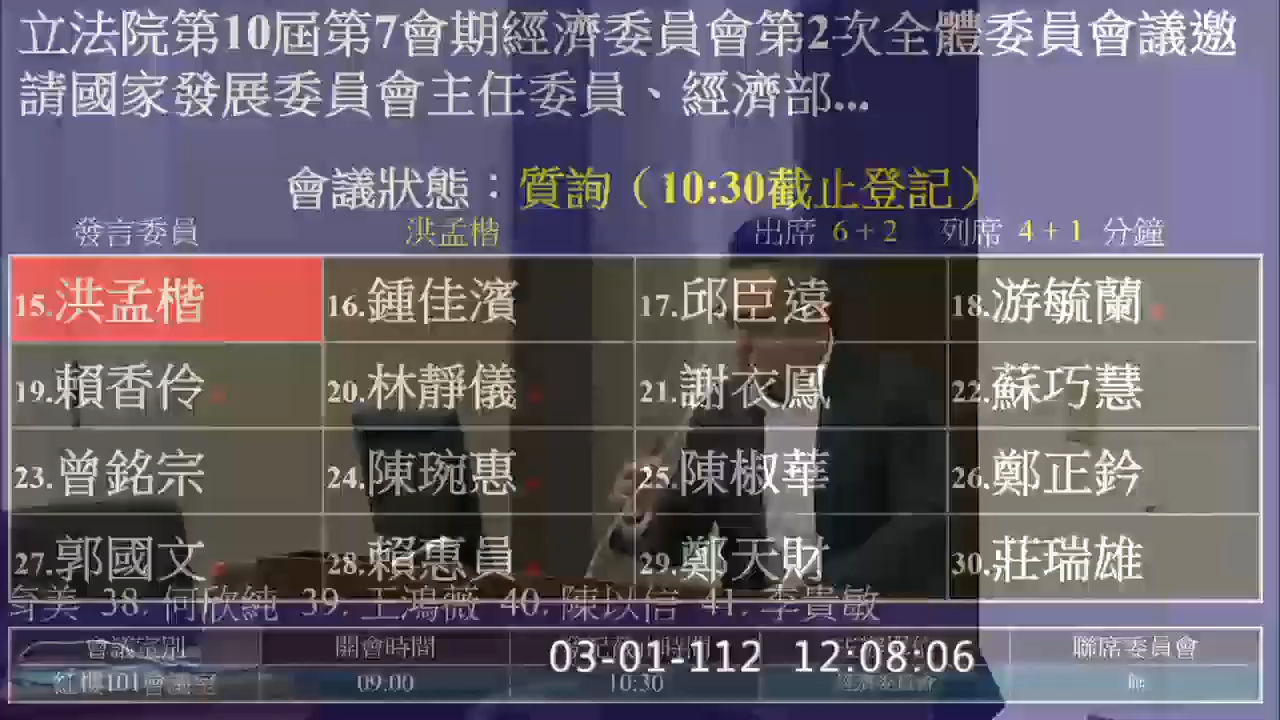 立法院第10屆第7會期經濟委員會第2次全體委員會議邀
請國家發展委員會主任委員、經濟部...
會議狀態：質詢（10:30截止登記）
發言委員 洪孟楷 出席 6+2 列席 4+1 分鐘
15.洪孟楷 16.鍾佳濱 17.邱臣遠 18.游毓蘭
19.賴香伶 20.林靜儀 21.謝衣鳳 22.蘇巧慧
23.曾銘宗 24.陳琬惠 25.陳椒華 26.鄭正鈐
27.郭國文 28.賴惠員 29.鄭天財 30.莊瑞雄
奇美 38. 何欣純 39. 王鴻薇 40. 陳以信 41. 李貴敏
會議室別 開會時間 聯席委員會
紅樓101會議室 09:00 10:30 經濟委員會 無
03-01-112 12:08:06